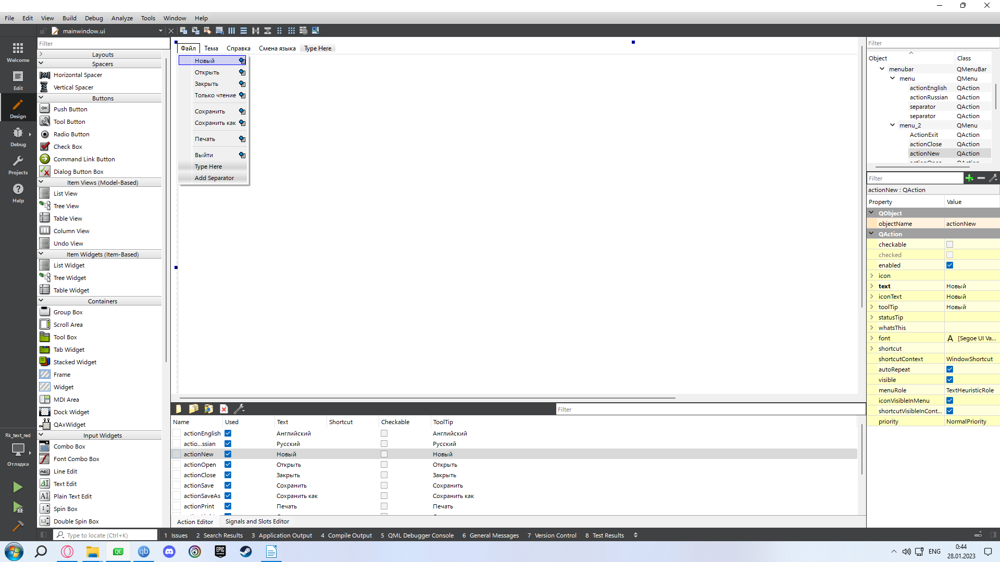 File Edit View Build Debug Analyze Tools Window Help
mainwindow.ui
Welcome
Edit
Design
Debug
Projects
Help
Rk_text_red
Отладка
Filter
Layouts
Spacers
Horizontal Spacer
Vertical Spacer
Buttons
Push Button
Tool Button
Radio Button
Check Box
Command Link Button
Dialog Button Box
Item Views (Model-Based)
List View
Tree View
Table View
Column View
Undo View
Item Widgets (Item-Based)
List Widget
Tree Widget
Table Widget
Containers
Group Box
Scroll Area
Tool Box
Tab Widget
Stacked Widget
Frame
Widget
MDI Area
Dock Widget
QAxWidget
Input Widgets
Combo Box
Font Combo Box
Line Edit
Text Edit
Plain Text Edit
Spin Box
Double Spin Box
Файл Тема Справка Смена языка Type Here
Новый
Открыть
Закрыть
Только чтение
Сохранить
Сохранить как
Печать
Выйти
Type Here
Add Separator
Filter
Name Used Text Shortcut Checkable ToolTip
actionEnglish Английский Английский
actio...ssian Русский Русский
actionNew Новый Новый
actionOpen Открыть Открыть
actionClose Закрыть Закрыть
actionSave Сохранить Сохранить
actionSaveAs Сохранить как Сохранить как
actionPrint Печать Печать
Action Editor Signals and Slots Editor
Filter
Object Class
menubar QMenuBar
menu QMenu
actionEnglish QAction
actionRussian QAction
separator QAction
separator QAction
menu_2 QMenu
ActionExit QAction
actionClose QAction
actionNew QAction
Filter
actionNew : QAction
Property Value
QObject
objectName actionNew
QAction
checkable
checked
enabled
icon
text Новый
iconText Новый
toolTip Новый
statusTip
whatsThis
font A [Segoe UI Va...
shortcut
shortcutContext WindowShortcut
autoRepeat
visible
menuRole TextHeuristicRole
iconVisibleInMenu
shortcutVisibleInCont...
priority NormalPriority
Type to locate (Ctrl+K) 1 Issues 2 Search Results 3 Application Output 4 Compile Output 5 QML Debugger Console 6 General Messages 7 Version Control 8 Test Results
QC qb EPIC GAMES ENG
0:44
28.01.2023